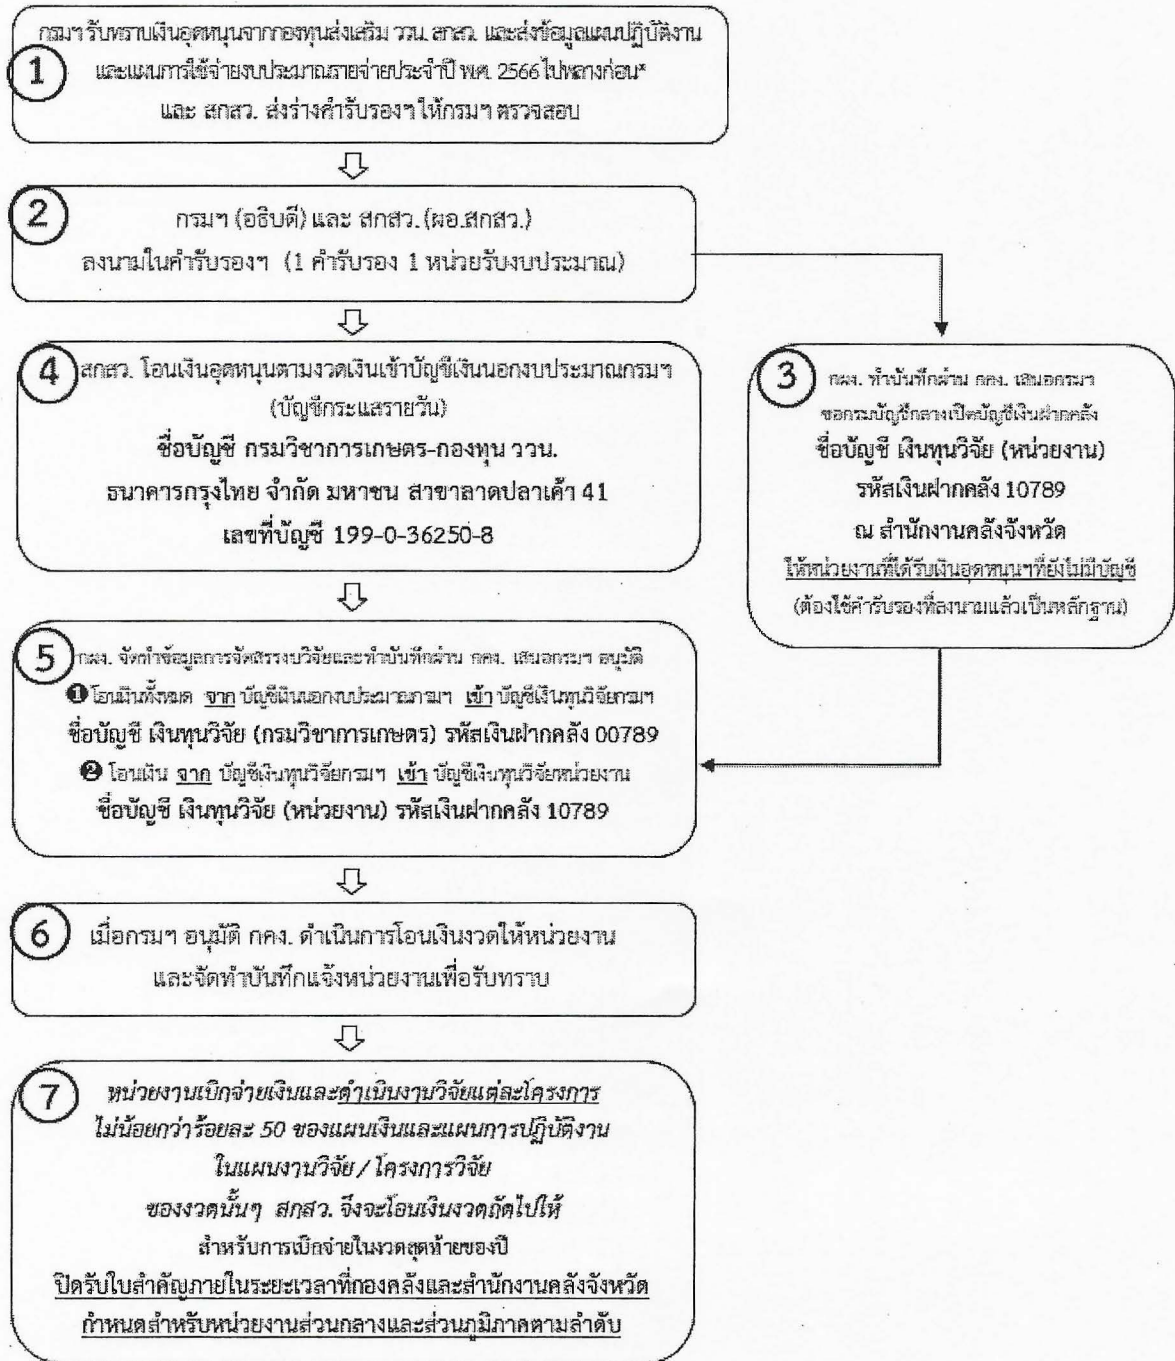 1
กรมฯ รับทราบเงินอุดหนุนจากกองทุนส่งเสริม ววน. สกสว. และส่งข้อมูลแผนปฏิบัติงาน
และแผนการใช้จ่ายงบประมาณรายจ่ายประจำปี พ.ศ. 2566 ไปพลางก่อน*
และ สกสว. ส่งร่างคำรับรองฯ ให้กรมฯ ตรวจสอบ
2
กรมฯ (อธิบดี) และ สกสว. (ผอ.สกสว.)
ลงนามในคำรับรองฯ (1 คำรับรอง 1 หน่วยรับงบประมาณ)
3
กผง. ทำบันทึกผ่าน กคง. เสนอกรมฯ
ขอกรมบัญชีกลางเปิดบัญชีเงินฝากคลัง
ชื่อบัญชี เงินทุนวิจัย (หน่วยงาน)
รหัสเงินฝากคลัง 10789
ณ สำนักงานคลังจังหวัด
ให้หน่วยงานที่ได้รับเงินอุดหนุนฯที่ยังไม่มีบัญชี
(ต้องใช้คำรับรองที่ลงนามแล้วเป็นหลักฐาน)
4
สกสว. โอนเงินอุดหนุนตามงวดเงินเข้าบัญชีเงินนอกงบประมาณกรมฯ
(บัญชีกระแสรายวัน)
ชื่อบัญชี กรมวิชาการเกษตร-กองทุน ววน.
ธนาคารกรุงไทย จำกัด มหาชน สาขาลาดปลาเค้า 41
เลขที่บัญชี 199-0-36250-8
5
กผง. จัดทำข้อมูลการจัดสรรงบวิจัยและทำบันทึกผ่าน กคง. เสนอกรมฯ อนุมัติ
❶ โอนเงินทั้งหมด จาก บัญชีเงินนอกงบประมาณกรมฯ เข้า บัญชีเงินทุนวิจัยกรมฯ
ชื่อบัญชี เงินทุนวิจัย (กรมวิชาการเกษตร) รหัสเงินฝากคลัง 00789
❷ โอนเงิน จาก บัญชีเงินทุนวิจัยกรมฯ เข้า บัญชีเงินทุนวิจัยหน่วยงาน
ชื่อบัญชี เงินทุนวิจัย (หน่วยงาน) รหัสเงินฝากคลัง 10789
6
เมื่อกรมฯ อนุมัติ กคง. ดำเนินการโอนเงินงวดให้หน่วยงาน
และจัดทำบันทึกแจ้งหน่วยงานเพื่อรับทราบ
7
หน่วยงานเบิกจ่ายเงินและดำเนินงานวิจัยแต่ละโครงการ
ไม่น้อยกว่าร้อยละ 50 ของแผนเงินและแผนการปฏิบัติงาน
ในแผนงานวิจัย/โครงการวิจัย
ของงวดนั้นๆ สกสว. จึงจะโอนเงินงวดถัดไปให้
สำหรับการเบิกจ่ายในงวดสุดท้ายของปี
ปิดรับใบสำคัญภายในระยะเวลาที่กองคลังและสำนักงานคลังจังหวัด
กำหนดสำหรับหน่วยงานส่วนกลางและส่วนภูมิภาคตามลำดับ